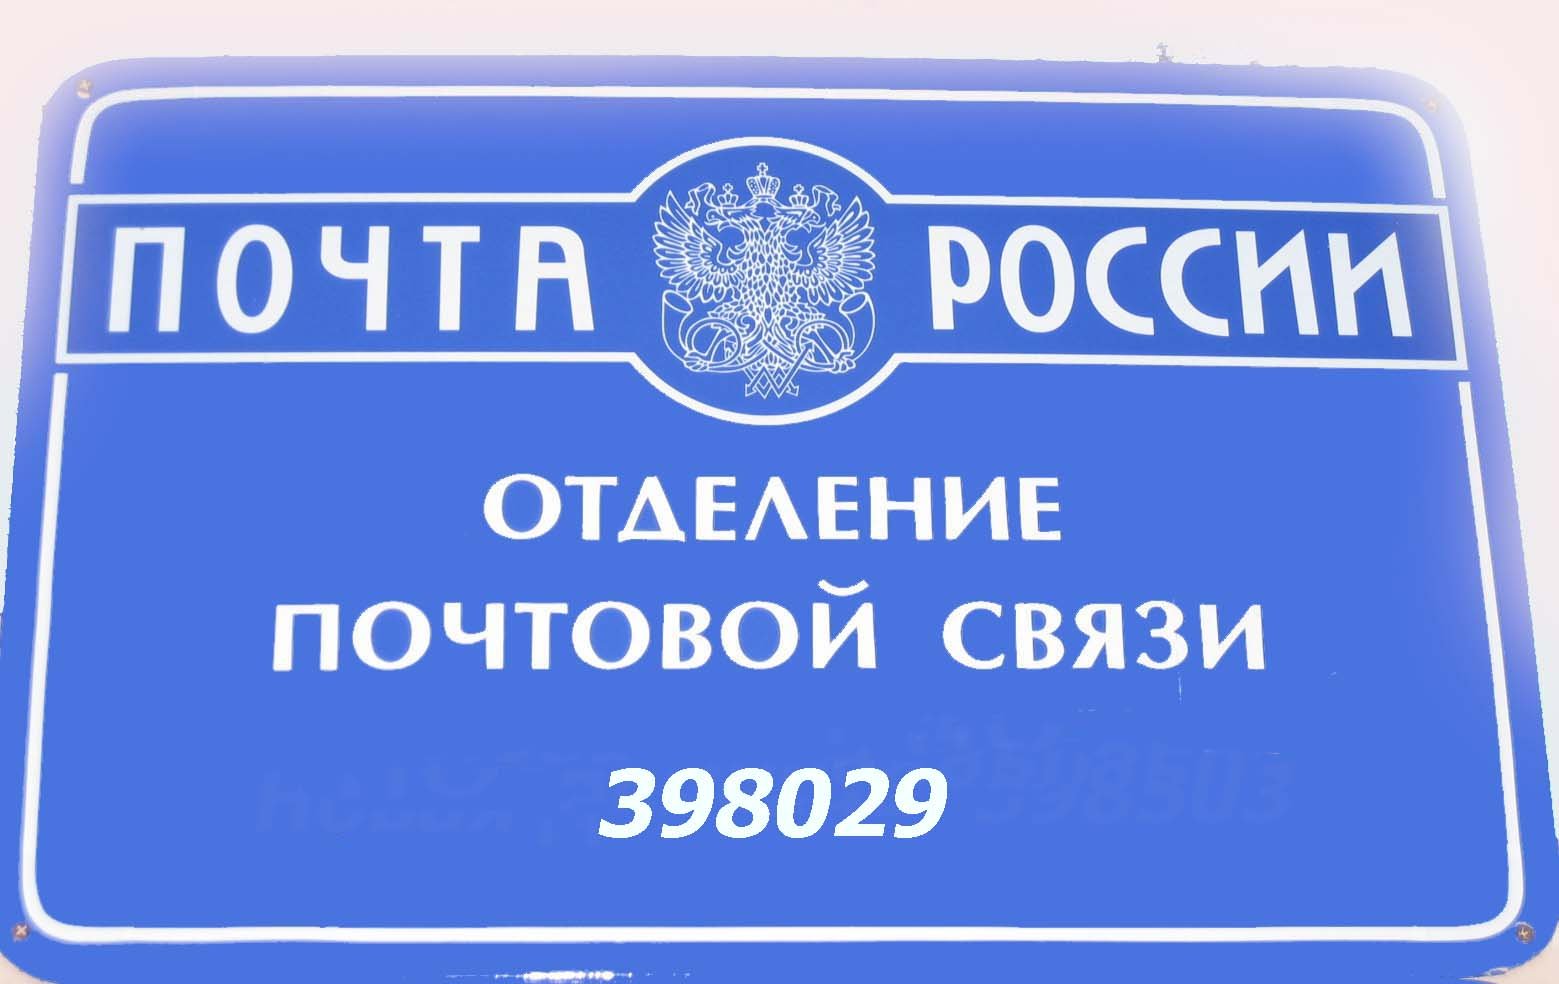 ПОЧТА РОССИИ
ОТДЕЛЕНИЕ
ПОЧТОВОЙ СВЯЗИ
398029